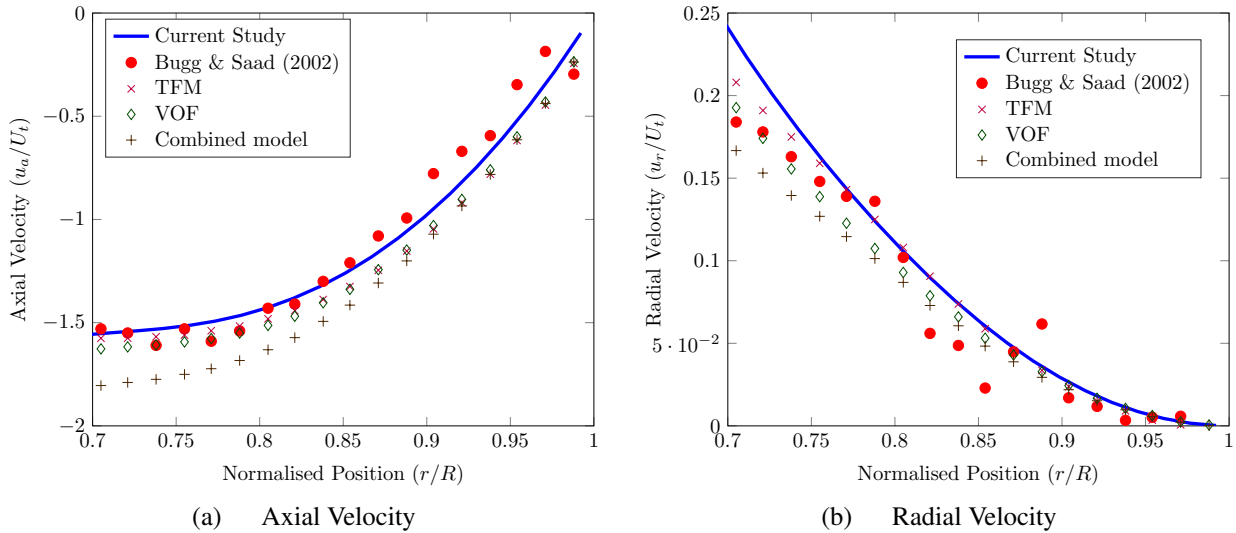 0
−0.5
−1
−1.5
−2
0.7
0.75
0.8
0.85
0.9
0.95
1
Axial Velocity (u_a/U_t)
Normalised Position (r/R)
Current Study
Bugg & Saad (2002)
TFM
VOF
Combined model
(a) Axial Velocity
0.25
0.2
0.15
0.1
5 · 10^−2
0
0.7
0.75
0.8
0.85
0.9
0.95
1
Radial Velocity (u_r/U_t)
Normalised Position (r/R)
Current Study
Bugg & Saad (2002)
TFM
VOF
Combined model
(b) Radial Velocity